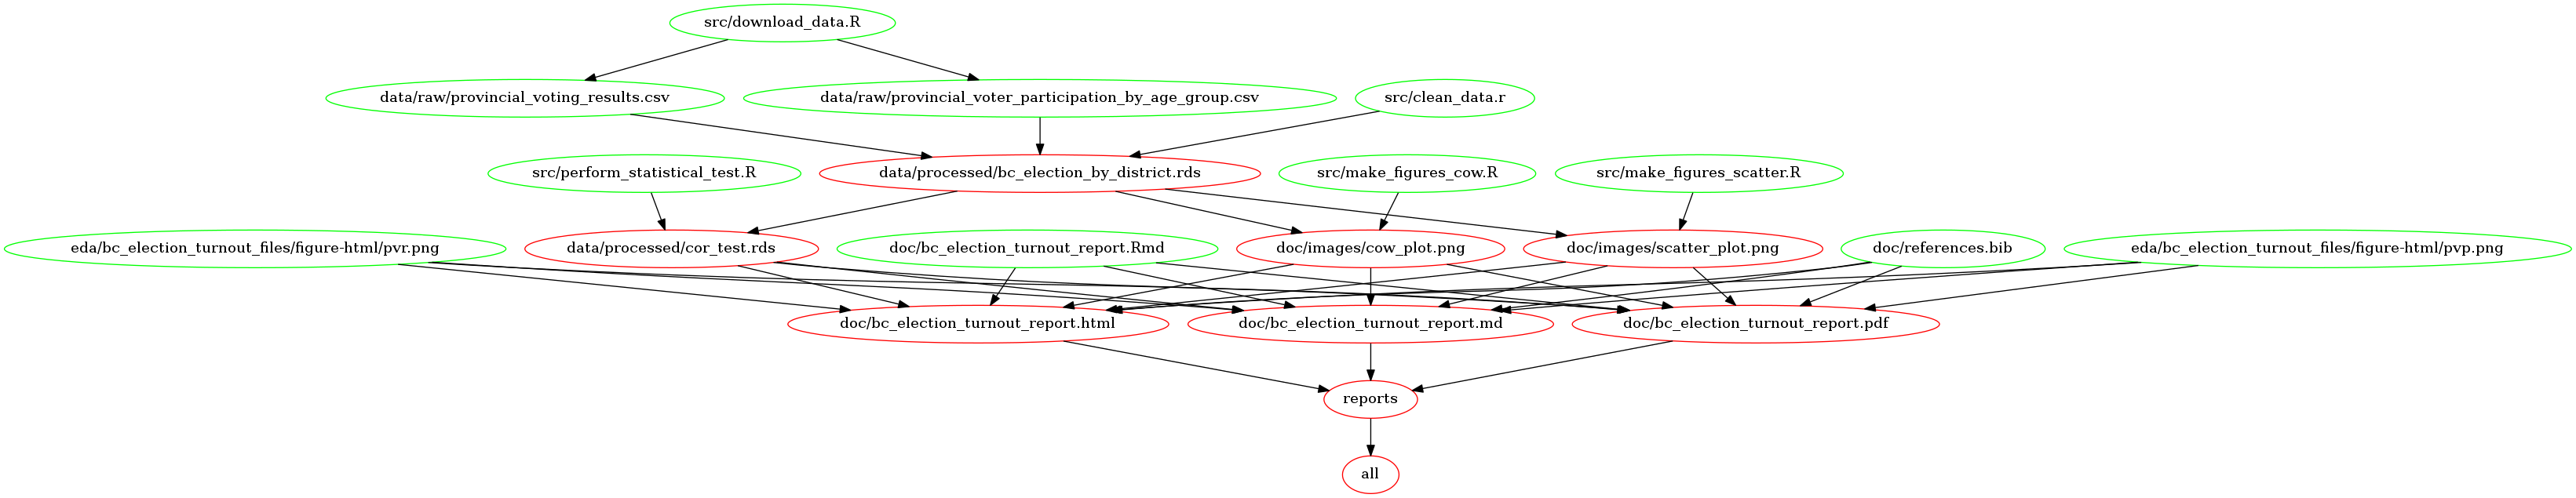 src/download_data.R
data/raw/provincial_voting_results.csv
data/raw/provincial_voter_participation_by_age_group.csv
src/clean_data.r
src/perform_statistical_test.R
data/processed/bc_election_by_district.rds
src/make_figures_cow.R
src/make_figures_scatter.R
eda/bc_election_turnout_files/figure-html/pvr.png
data/processed/cor_test.rds
doc/bc_election_turnout_report.Rmd
doc/images/cow_plot.png
doc/images/scatter_plot.png
doc/references.bib
eda/bc_election_turnout_files/figure-html/pvp.png
doc/bc_election_turnout_report.html
doc/bc_election_turnout_report.md
doc/bc_election_turnout_report.pdf
reports
all